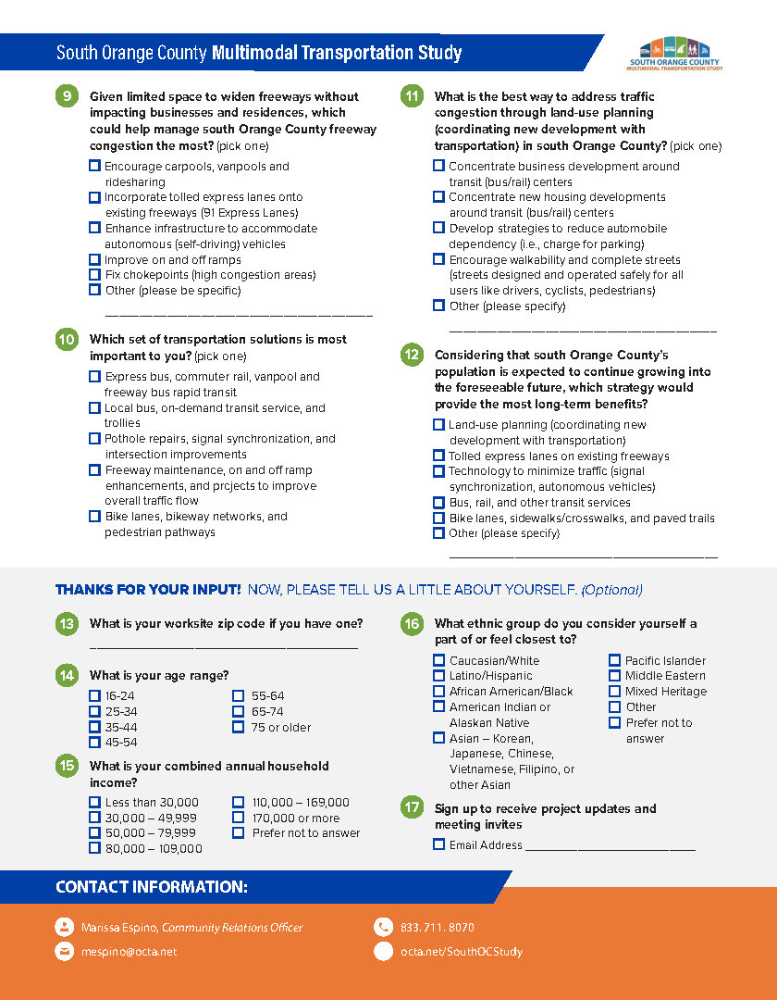 South Orange County Multimodal Transportation Study
SOUTH ORANGE COUNTY
MULTIMODAL TRANSPORTATION STUDY
9 Given limited space to widen freeways without
impacting businesses and residences, which
could help manage south Orange County freeway
congestion the most? (pick one)
Encourage carpools, vanpools and
ridesharing
Incorporate tolled express lanes onto
existing freeways (91 Express Lanes)
Enhance infrastructure to accommodate
autonomous (self-driving) vehicles
Improve on and off ramps
Fix chokepoints (high congestion areas)
Other (please be specific)
10 Which set of transportation solutions is most
important to you? (pick one)
Express bus, commuter rail, vanpool and
freeway bus rapid transit
Local bus, on-demand transit service, and
trollies
Pothole repairs, signal synchronization, and
intersection improvements
Freeway maintenance, on and off ramp
enhancements, and prcjects to improve
overall traffic flow
Bike lanes, bikeway networks, and
pedestrian pathways
11 What is the best way to address traffic
congestion through land-use planning
(coordinating new development with
transportation) in south Orange County? (pick one)
Concentrate business development around
transit (bus/rail) centers
Concentrate new housing developments
around transit (bus/rail) centers
Develop strategies to reduce automobile
dependency (i.e., charge for parking)
Encourage walkability and complete streets
(streets designed and operated safely for all
users like drivers, cyclists, pedestrians)
Other (please specify)
12 Considering that south Orange County's
population is expected to continue growing into
the foreseeable future, which strategy would
provide the most long-term benefits?
Land-use planning (coordinating new
development with transportation)
Tolled express lanes on existing freeways
Technology to minimize traffic (signal
synchronization, autonomous vehicles)
Bus, rail, and other transit services
Bike lanes, sidewalks/crosswalks, and paved trails
Other (please specify)
THANKS FOR YOUR INPUT! NOW, PLEASE TELL US A LITTLE ABOUT YOURSELF. (Optional)
13 What is your worksite zip code if you have one?
14 What is your age range?
16-24
25-34
35-44
45-54
55-64
65-74
75 or older
15 What is your combined annual household
income?
Less than 30,000
30,000 – 49,999
50,000 – 79,999
80,000 – 109,000
110,000 – 169,000
170,000 or more
Prefer not to answer
16 What ethnic group do you consider yourself a
part of or feel closest to?
Caucasian/White
Latino/Hispanic
African American/Black
American Indian or
Alaskan Native
Asian – Korean,
Japanese, Chinese,
Vietnamese, Filipino, or
other Asian
Pacific Islander
Middle Eastern
Mixed Heritage
Other
Prefer not to
answer
17 Sign up to receive project updates and
meeting invites
Email Address
CONTACT INFORMATION:
Marissa Espino, Community Relations Officer
mespino@octa.net
833. 711. 8070
octa.net/SouthOCStudy